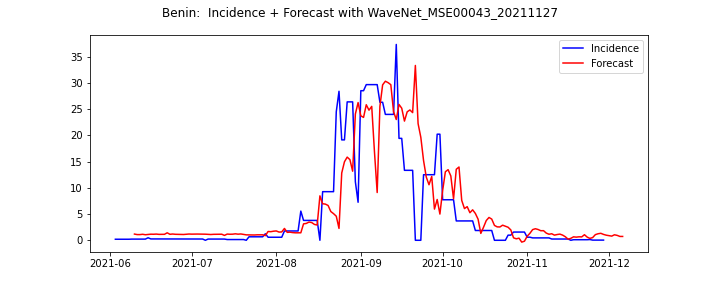 Benin:  Incidence + Forecast with WaveNet_MSE00043_20211127
Incidence
Forecast
35
30
25
20
15
10
5
0
2021-06 2021-07 2021-08 2021-09 2021-10 2021-11 2021-12